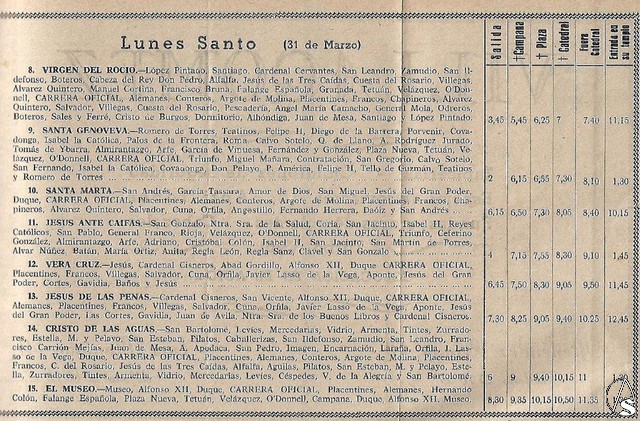 Lunes Santo (31 de Marzo)
Salida
† Campana
† Plaza
† Catedral
Fuera Catedral
Entrada en su templo
8. VIRGEN DEL ROCIO.—López Pintado, Santiago, Cardenal Cervantes, San Leandro, Zamudio, San Il-
defonso, Boteros, Cabeza del Rey Don Pedro, Alfalfa, Jesús de las Tres Caídas, Cuesta del Rosario, Villegas,
Alvarez Quintero, Manuel Cortina, Francisco Bruna, Falange Española, Granada, Tetuán, Velázquez, O'Don-
nell, CARRERA OFICIAL, Alemanes, Conteros, Argote de Molina, Placentines, Francos, Chapineros, Alvarez
Quintero, Salvador, Villegas, Cuesta del Rosario, Pescadería, Angel María Camacho, General Mola, Odreros,
Boteros, Sales y Ferré, Cristo de Burgos, Dormitorio, Alhóndiga, Juan de Mesa, Santiago y López Pintado. 3,45 5,45 6,25 7 7,40 11,15
9. SANTA GENOVEVA.—Romero de Torres, Teatinos, Felipe II, Diego de la Barrera, Porvenir, Cova-
donga, Isabel la Católica, Palos de la Frontera, Roma, Calvo Sotelo, Q. de Llano, A. Rodríguez Jurado,
Tomás de Ybarra, Almirantazgo, Arfe, García de Vinuesa, Fernández y González, Plaza Nueva, Tetuán, Ve-
lázquez, O'Donnell, CARRERA OFICIAL, Triunfo, Miguel Mañara, Contratación, San Gregorio, Calvo Sotelo,
San Fernando, Isabel la Católica, Covadonga, Don Pelayo, P. América, Felipe II, Tello de Guzmán, Teatinos
y Romero de Torres ... 2 6,15 6,55 7,30 8,10 1,30
10. SANTA MARTA.—San Andrés, García Tassara, Amor de Dios, San Miguel, Jesús del Gran Poder,
Duque, CARRERA OFICIAL, Placentines, Alemanes, Conteros, Argote de Molina, Placentines, Francos, Cha-
pineros, Alvarez Quintero, Salvador, Cuna, Orfila, Angostillo, Fernando Herrera, Daóiz y San Andrés ... 6,15 6,50 7,30 8,05 8,40 10,15
11. JESUS ANTE CAIFAS.—San Gonzalo, Ntra. Sra. de la Salud, Coria, San Jacinto, Isabel II, Reyes
Católicos, San Pablo, General Franco, Rioja, Velázquez, O'Donnell, CARRERA OFICIAL, Triunfo, Ceferino
González, Almirantazgo, Arfe, Adriano, Cristóbal Colón, Isabel II, San Jacinto, San Martín de Porres,
Alvar Núñez, Batán, María Ortiz, Anita, Regla León, Regla Sanz, Clavel y San Gonzalo ... 4 7,15 7,55 8,30 9,10 1,45
12. VERA CRUZ.—Jesús, Cardenal Cisneros, Abad Gordillo, Alfonso XII, Duque CARRERA OFICIAL,
Placentines, Francos, Villegas, Salvador, Cuna, Orfila, Javier Lasso de la Vega, Aponte, Jesús del Gran
Poder, Cortes, Gavidia, Baños y Jesús ... 6,45 7,50 8,30 9,05 9,50 11,45
13. JESUS DE LAS PENAS.—Cardenal Cisneros, San Vicente, Alfonso XII, Duque, CARRERA OFICIAL,
Alemanes, Placentines, Francos, Villegas, Salvador, Cuna, Orfila, Javier Lasso de la Vega, Aponte, Jesús
del Gran Poder, Las Cortes, Gavidia, Juan de Avila, Ntra. Sra. de los Buenos Libros y Cardenal Cisneros. 7,30 8,25 9,05 9,40 10,25 12,45
14. CRISTO DE LAS AGUAS.—San Bartolomé, Levíes, Mercedarias, Vidrio, Armenta, Tintes, Zurrado-
res, Estella, M. y Pelayo, San Esteban, Pilatos, Caballerizas, San Ildefonso, Zamudio, San Leandro, Fran-
cisco Carrión Mejías, Juan de Mesa, A. Apodaca, San Pedro, Imagen, Encarnación, Laraña, Orfila, J. Las-
so de la Vega, Duque, CARRERA OFICIAL, Placentines, Alemanes, Conteros, Argote de Molina, Placentines,
Francos, C. del Rosario, Jesús de las Tres Caídas, Alfalfa, Aguilas, Pilatos, San Esteban, M. y Pelayo, Este-
lla, Zurradores, Tintes, Armenta, Vidrio, Mercedarias, Levíes, Céspedes, V. de la Alegría y San Bartolomé. 6 9 9,40 10,15 11 1,30
15. EL MUSEO.—Museo, Alfonso XII, Duque, CARRERA OFICIAL, Placentines, Alemanes, Hernando
Colón, Falange Española, Plaza Nueva, Tetuán, Velázquez, O'Donnell, Campana, Duque, Alfonso XII, Museo. 8,30 9,35 10,15 10,50 11,35